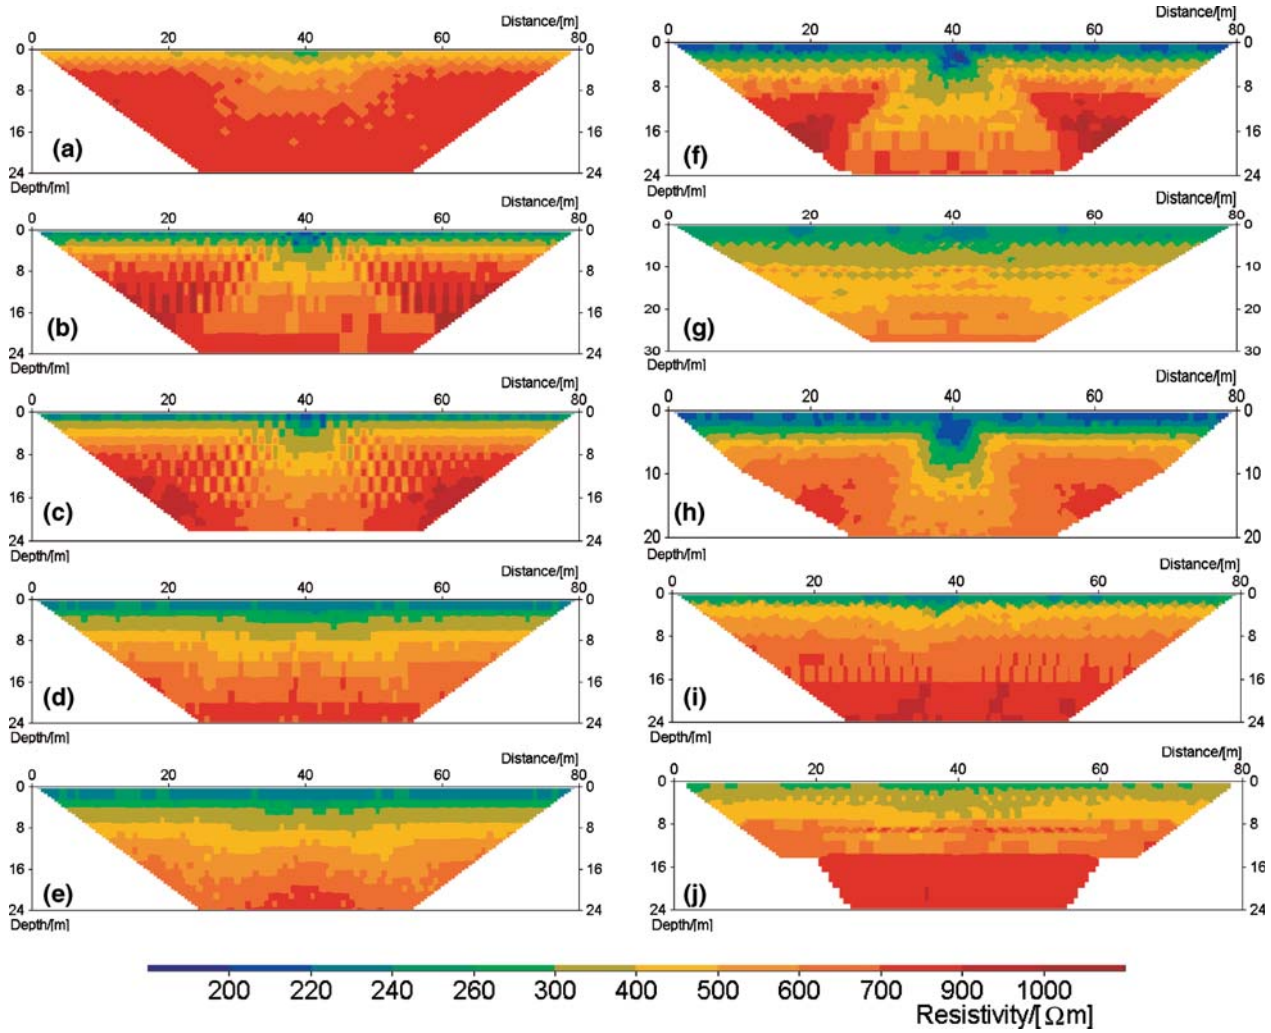 Distance/[m]
0 20 40 60 80
0 0
8 8
16 16
24 24
(a)
Depth/[m]
Distance/[m]
0 20 40 60 80
0 0
8 8
16 16
24 24
(b)
Depth/[m]
Distance/[m]
0 20 40 60 80
0 0
8 8
16 16
24 24
(c)
Depth/[m]
Distance/[m]
0 20 40 60 80
0 0
8 8
16 16
24 24
(d)
Depth/[m]
Distance/[m]
0 20 40 60 80
0 0
8 8
16 16
24 24
(e)
Depth/[m]
Distance/[m]
0 20 40 60 80
0 0
8 8
16 16
24 24
(f)
Depth/[m]
Distance/[m]
0 20 40 60 80
0 0
10 10
20 20
30 30
(g)
Depth/[m]
Distance/[m]
0 20 40 60 80
0 0
10 10
20 20
(h)
Depth/[m]
Distance/[m]
0 20 40 60 80
0 0
8 8
16 16
24 24
(i)
Depth/[m]
Distance/[m]
0 20 40 60 80
0 0
8 8
16 16
24 24
(j)
Depth/[m]
200 220 240 260 300 400 500 600 700 900 1000
Resistivity/[Ωm]